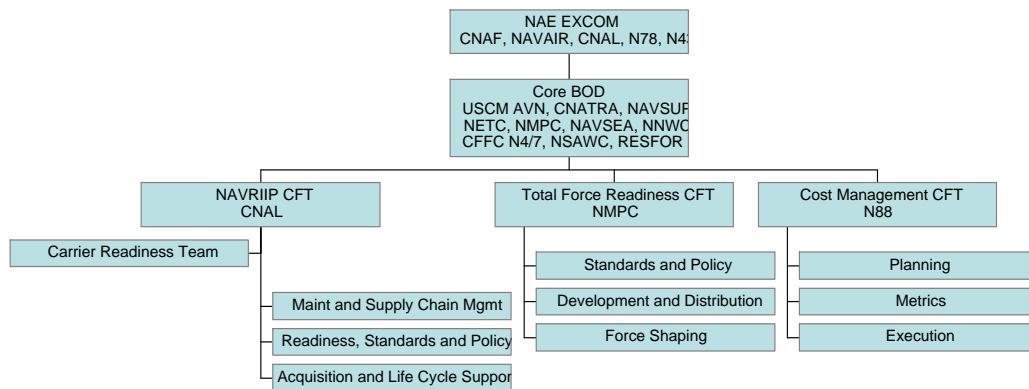 NAE EXCOM
CNAF, NAVAIR, CNAL, N78, N43
Core BOD
USCM AVN, CNATRA, NAVSUP
NETC, NMPC, NAVSEA, NNWC
CFFC N4/7, NSAWC, RESFOR
NAVRIIP CFT
CNAL
Total Force Readiness CFT
NMPC
Cost Management CFT
N88
Carrier Readiness Team
Standards and Policy
Planning
Maint and Supply Chain Mgmt
Development and Distribution
Metrics
Readiness, Standards and Policy
Force Shaping
Execution
Acquisition and Life Cycle Suppor